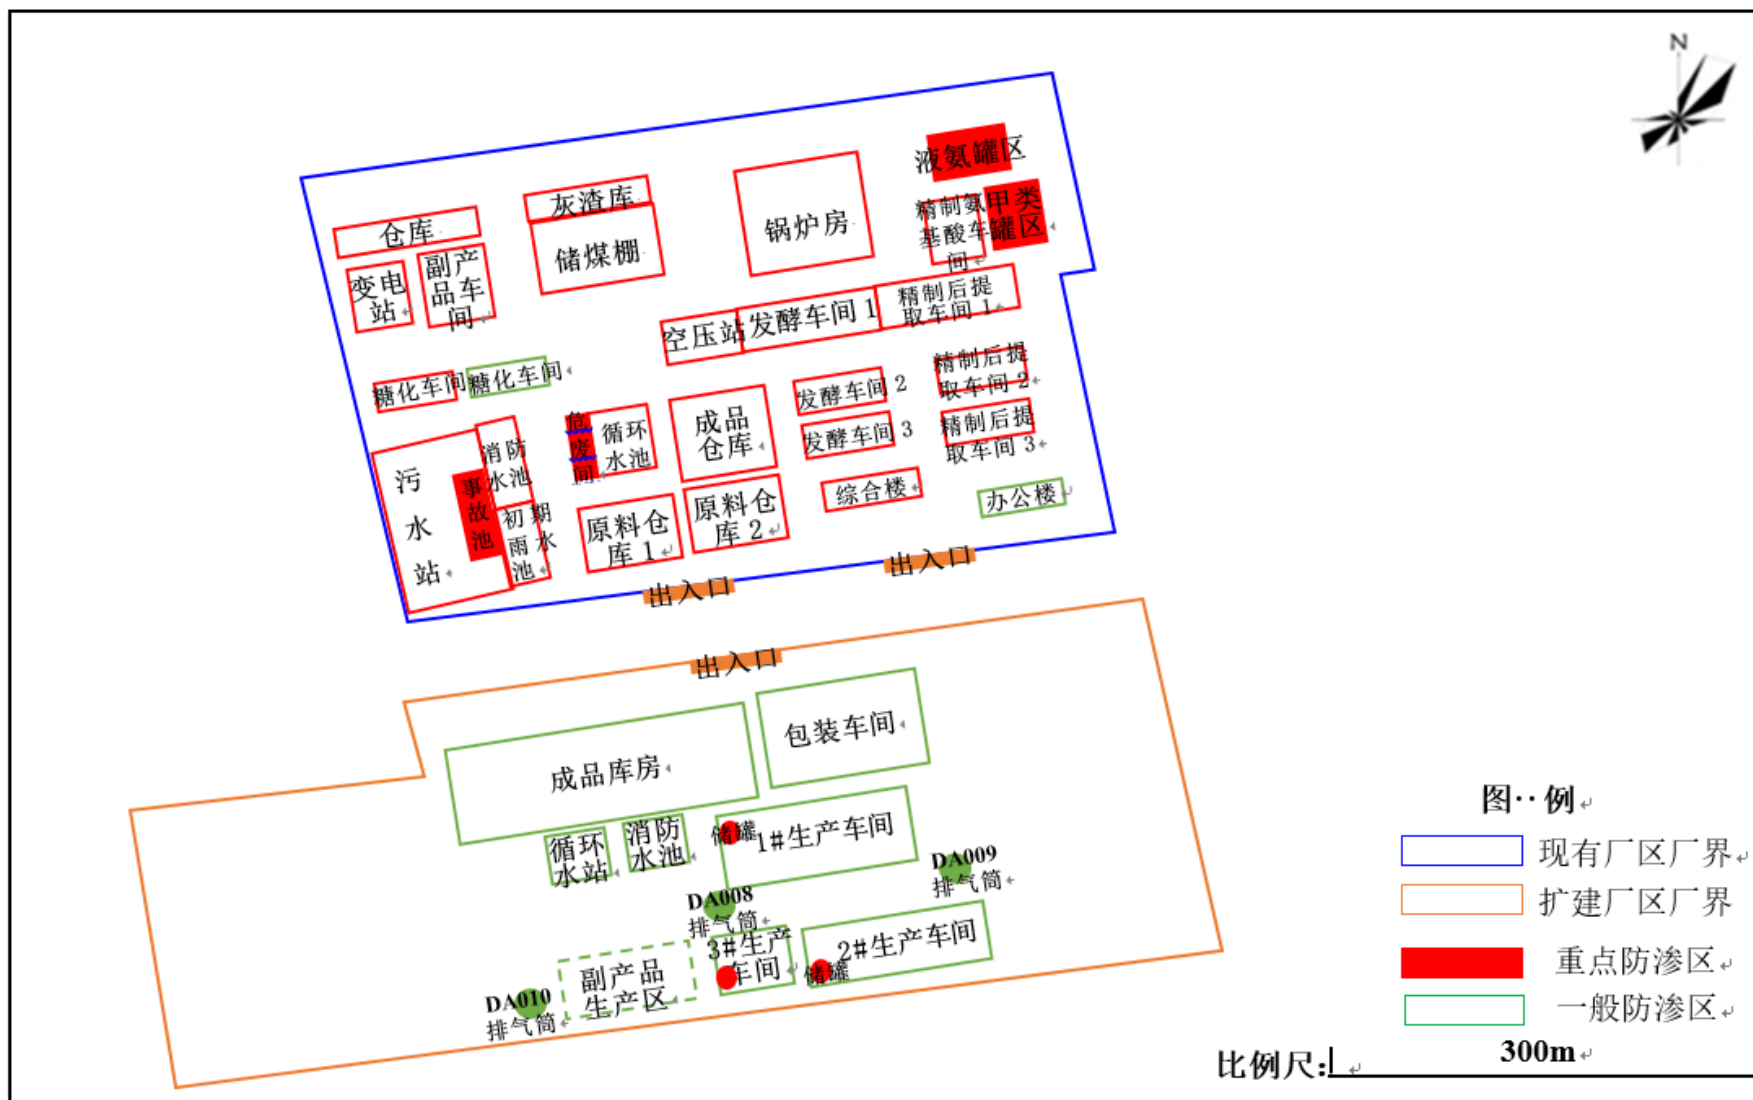 N
液氨罐区
精制氨
基酸车
间
甲类
罐区
锅炉房
灰渣库
储煤棚
仓库
变电
站
副产
品车
间
空压站
发酵车间 1
精制后提
取车间 1
糖化车间
糖化车间
发酵车间 2
精制后提
取车间 2
发酵车间 3
精制后提
取车间 3
成品
仓库
危
废
间
循环
水池
消防
水池
污
水
站
事
故
池
初期
雨水
池
原料仓
库 1
原料仓
库 2
综合楼
办公楼
出入口
出入口
出入口
包装车间
成品库房
循环
水站
消防
水池
储罐
1#生产车间
DA009
排气筒
DA008
排气筒
3#生产
车间
储罐
2#生产车间
副产品
生产区
DA010
排气筒
图··例
现有厂区厂界
扩建厂区厂界
重点防渗区
一般防渗区
比例尺:
300m